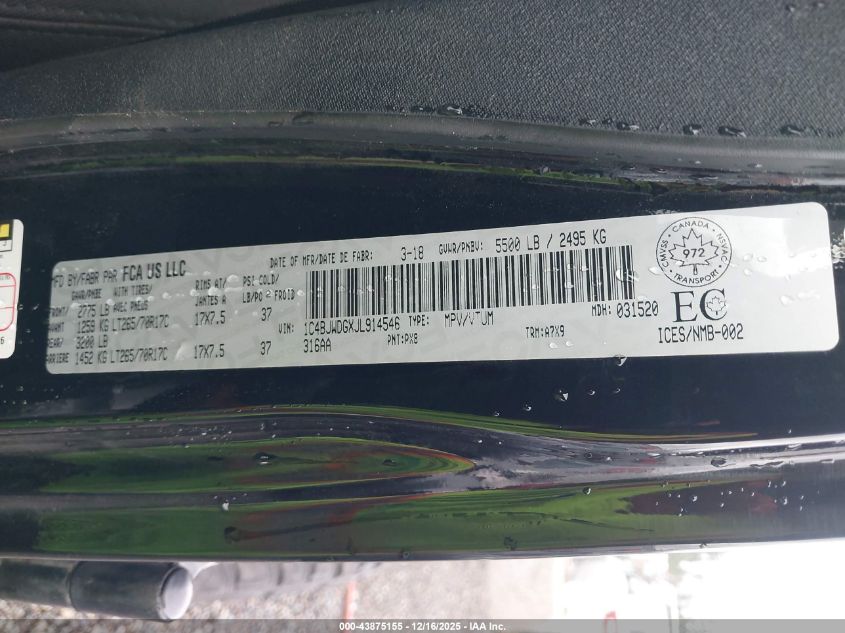 MFD BY/FABR PAR FCA US LLC
DATE OF MFR/DATE DE FABR: 3-18 GVWR/PNBV: 5500 LB / 2495 KG
GAWR/PNBE WITH TIRES/ RIMS AT/ PSI COLD/
AVEC PNEUS JANTES A LB/PO² FROID
FRONT/ 2775 LB
AVANT 1259 KG LT265/70R17C 17X7.5 37
REAR/ 3200 LB
ARRIERE 1452 KG LT265/70R17C 17X7.5 37
VIN: 1C4BJWDGXJL914546 TYPE: MPV/VTUM MDH: 031520
316AA PNT:PX8 TRM:A7X9
CANADA
CMVSS 972 NSVAC
TRANSPORT
EC
ICES/NMB-002
000-43875155 - 12/16/2025 - IAA Inc.